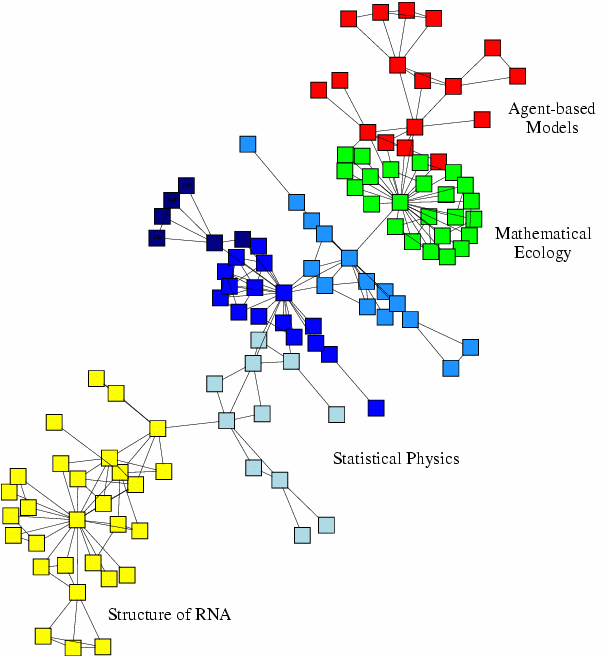 Agent-based
Models
Mathematical
Ecology
Statistical Physics
Structure of RNA